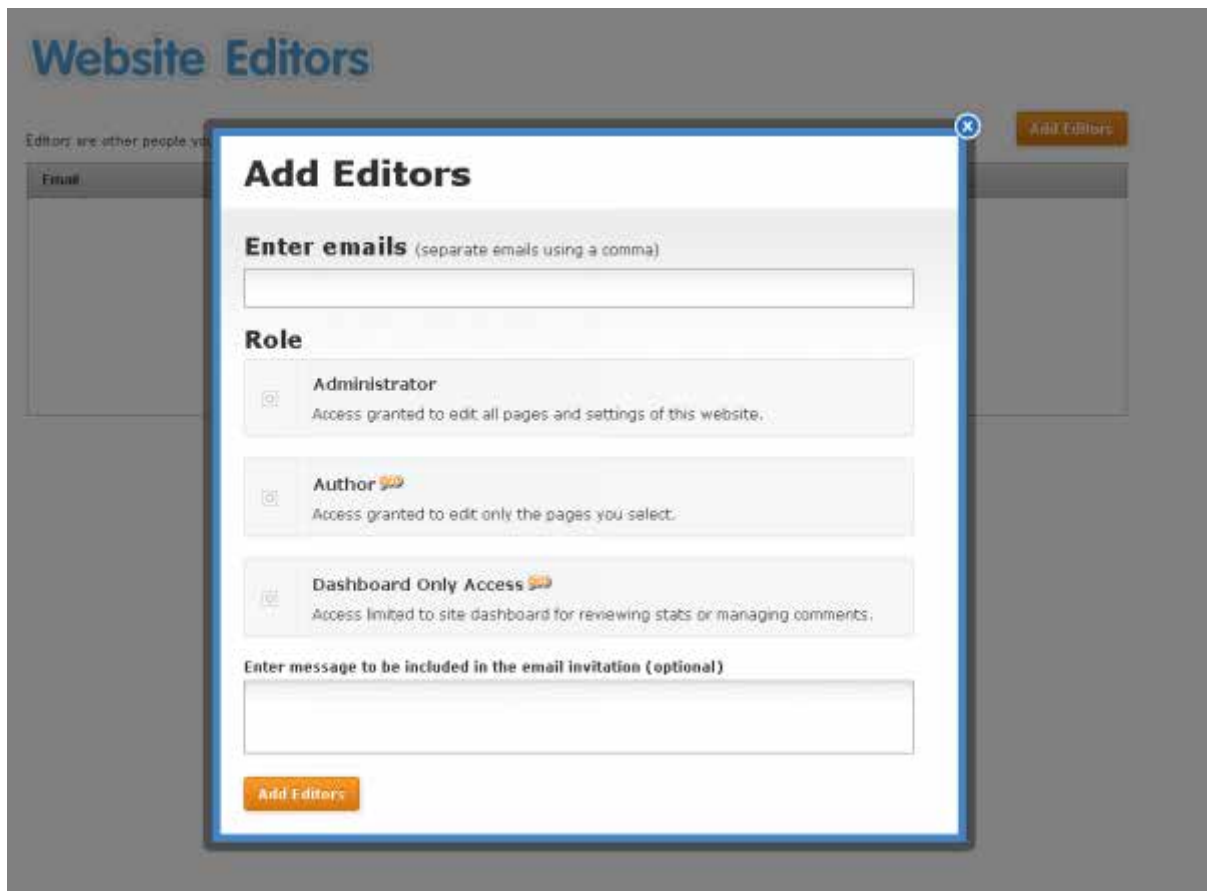 Website Editors
Editors are other people
Add Editors
Email
Add Editors
Enter emails (separate emails using a comma)
Role
Administrator
Access granted to edit all pages and settings of this website.
Author
Access granted to edit only the pages you select.
Dashboard Only Access
Access limited to site dashboard for reviewing stats or managing comments.
Enter message to be included in the email invitation (optional)
Add Editors